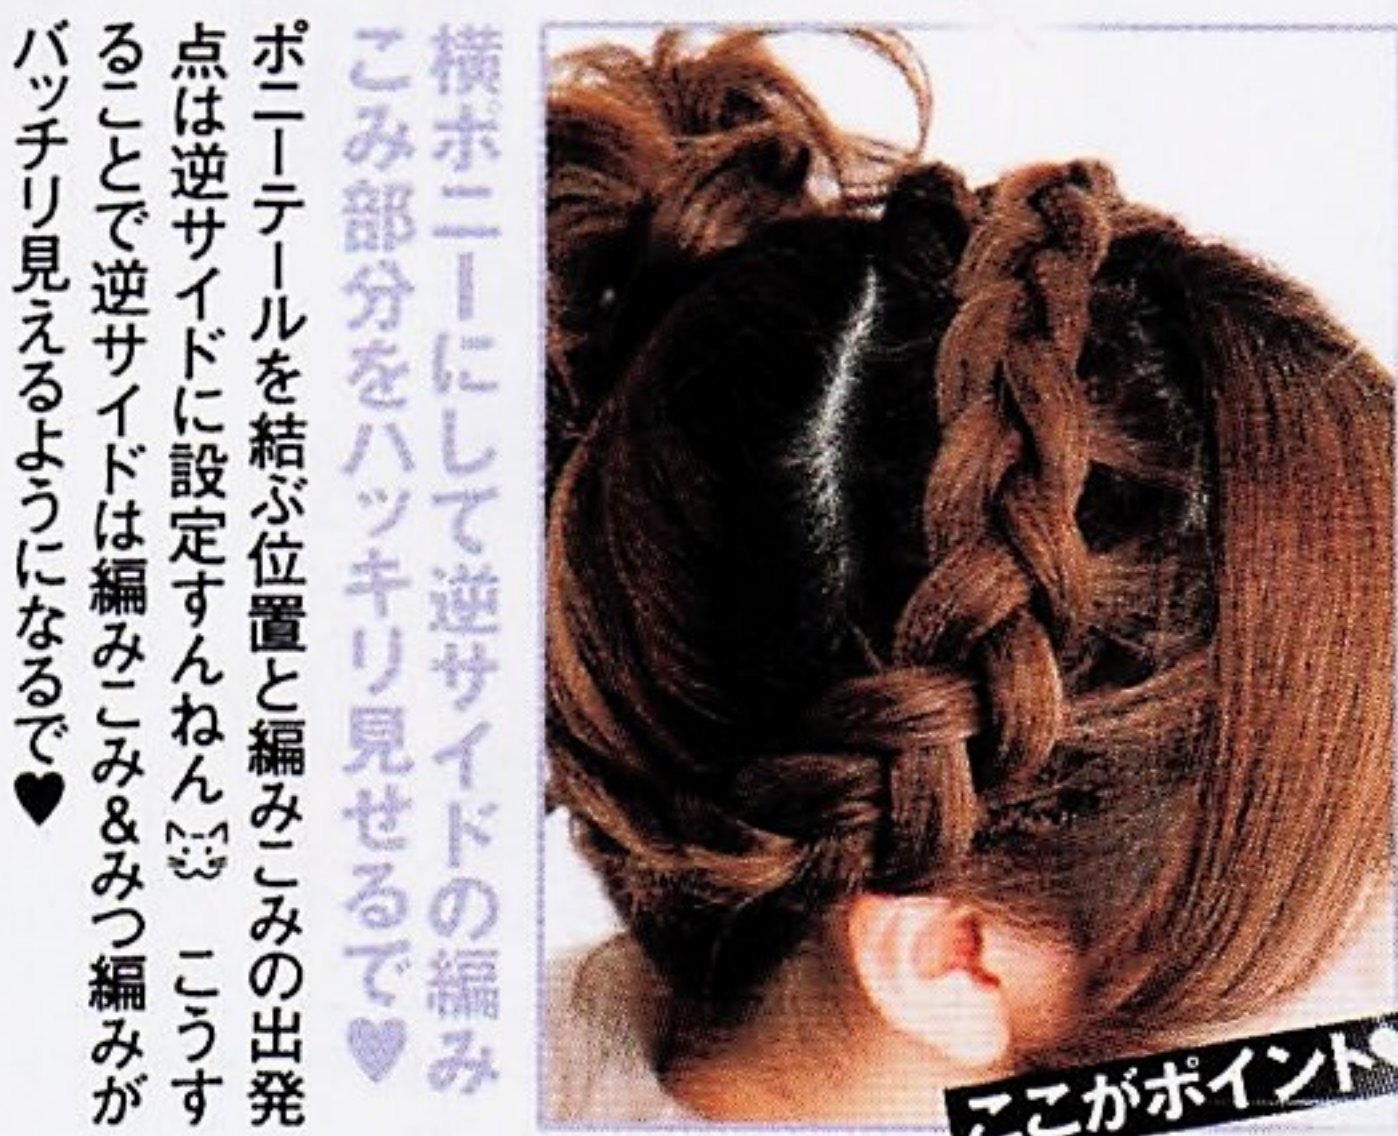 横ポニーにして逆サイドの編み
こみ部分をハッキリ見せるで♥
ポニーテールを結ぶ位置と編みこみの出発
点は逆サイドに設定すんねん　こうす
ることで逆サイドは編みこみ&みつ編みが
バッチリ見えるようになるで♥
ここがポイント♥